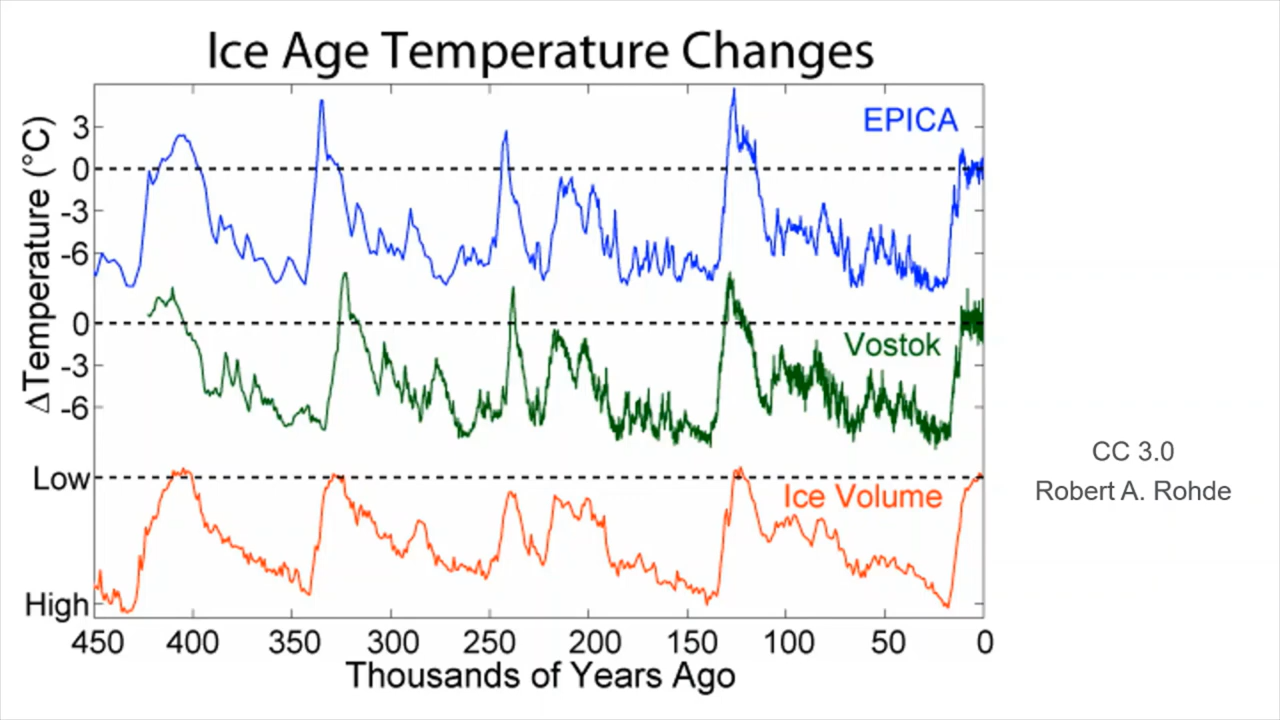 Ice Age Temperature Changes
ΔTemperature (°C)
3
0
-3
-6
EPICA
0
-3
-6
Vostok
Low
High
Ice Volume
450 400 350 300 250 200 150 100 50 0
Thousands of Years Ago
CC 3.0
Robert A. Rohde